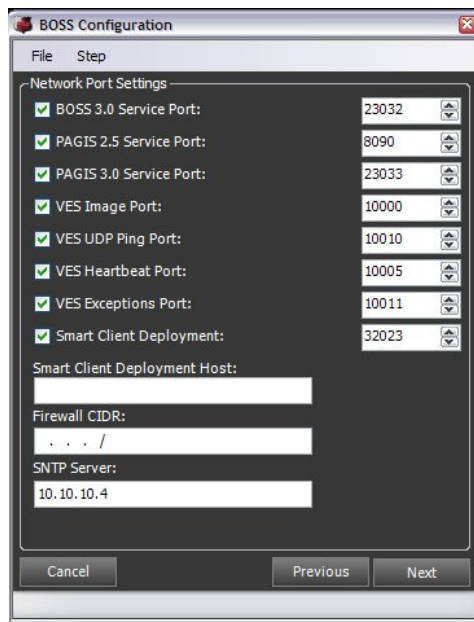 BOSS Configuration
File Step
Network Port Settings
BOSS 3.0 Service Port: 23032
PAGIS 2.5 Service Port: 8090
PAGIS 3.0 Service Port: 23033
VES Image Port: 10000
VES UDP Ping Port: 10010
VES Heartbeat Port: 10005
VES Exceptions Port: 10011
Smart Client Deployment: 32023
Smart Client Deployment Host:
Firewall CIDR:
. . . /
SNTP Server:
10.10.10.4
Cancel Previous Next